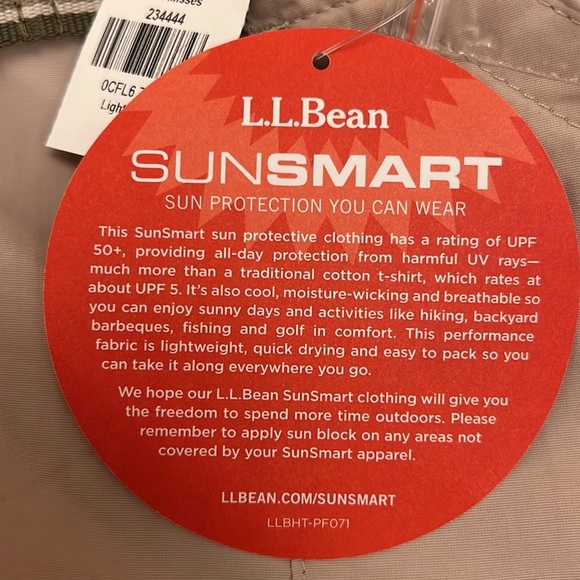 234444
0CFL6
L.L.Bean
SUNSMART
SUN PROTECTION YOU CAN WEAR
This SunSmart sun protective clothing has a rating of UPF
50+, providing all-day protection from harmful UV rays—
much more than a traditional cotton t-shirt, which rates at
about UPF 5. It's also cool, moisture-wicking and breathable so
you can enjoy sunny days and activities like hiking, backyard
barbeques, fishing and golf in comfort. This performance
fabric is lightweight, quick drying and easy to pack so you
can take it along everywhere you go.
We hope our L.L.Bean SunSmart clothing will give you
the freedom to spend more time outdoors. Please
remember to apply sun block on any areas not
covered by your SunSmart apparel.
LLBEAN.COM/SUNSMART
LLBHT-PF071